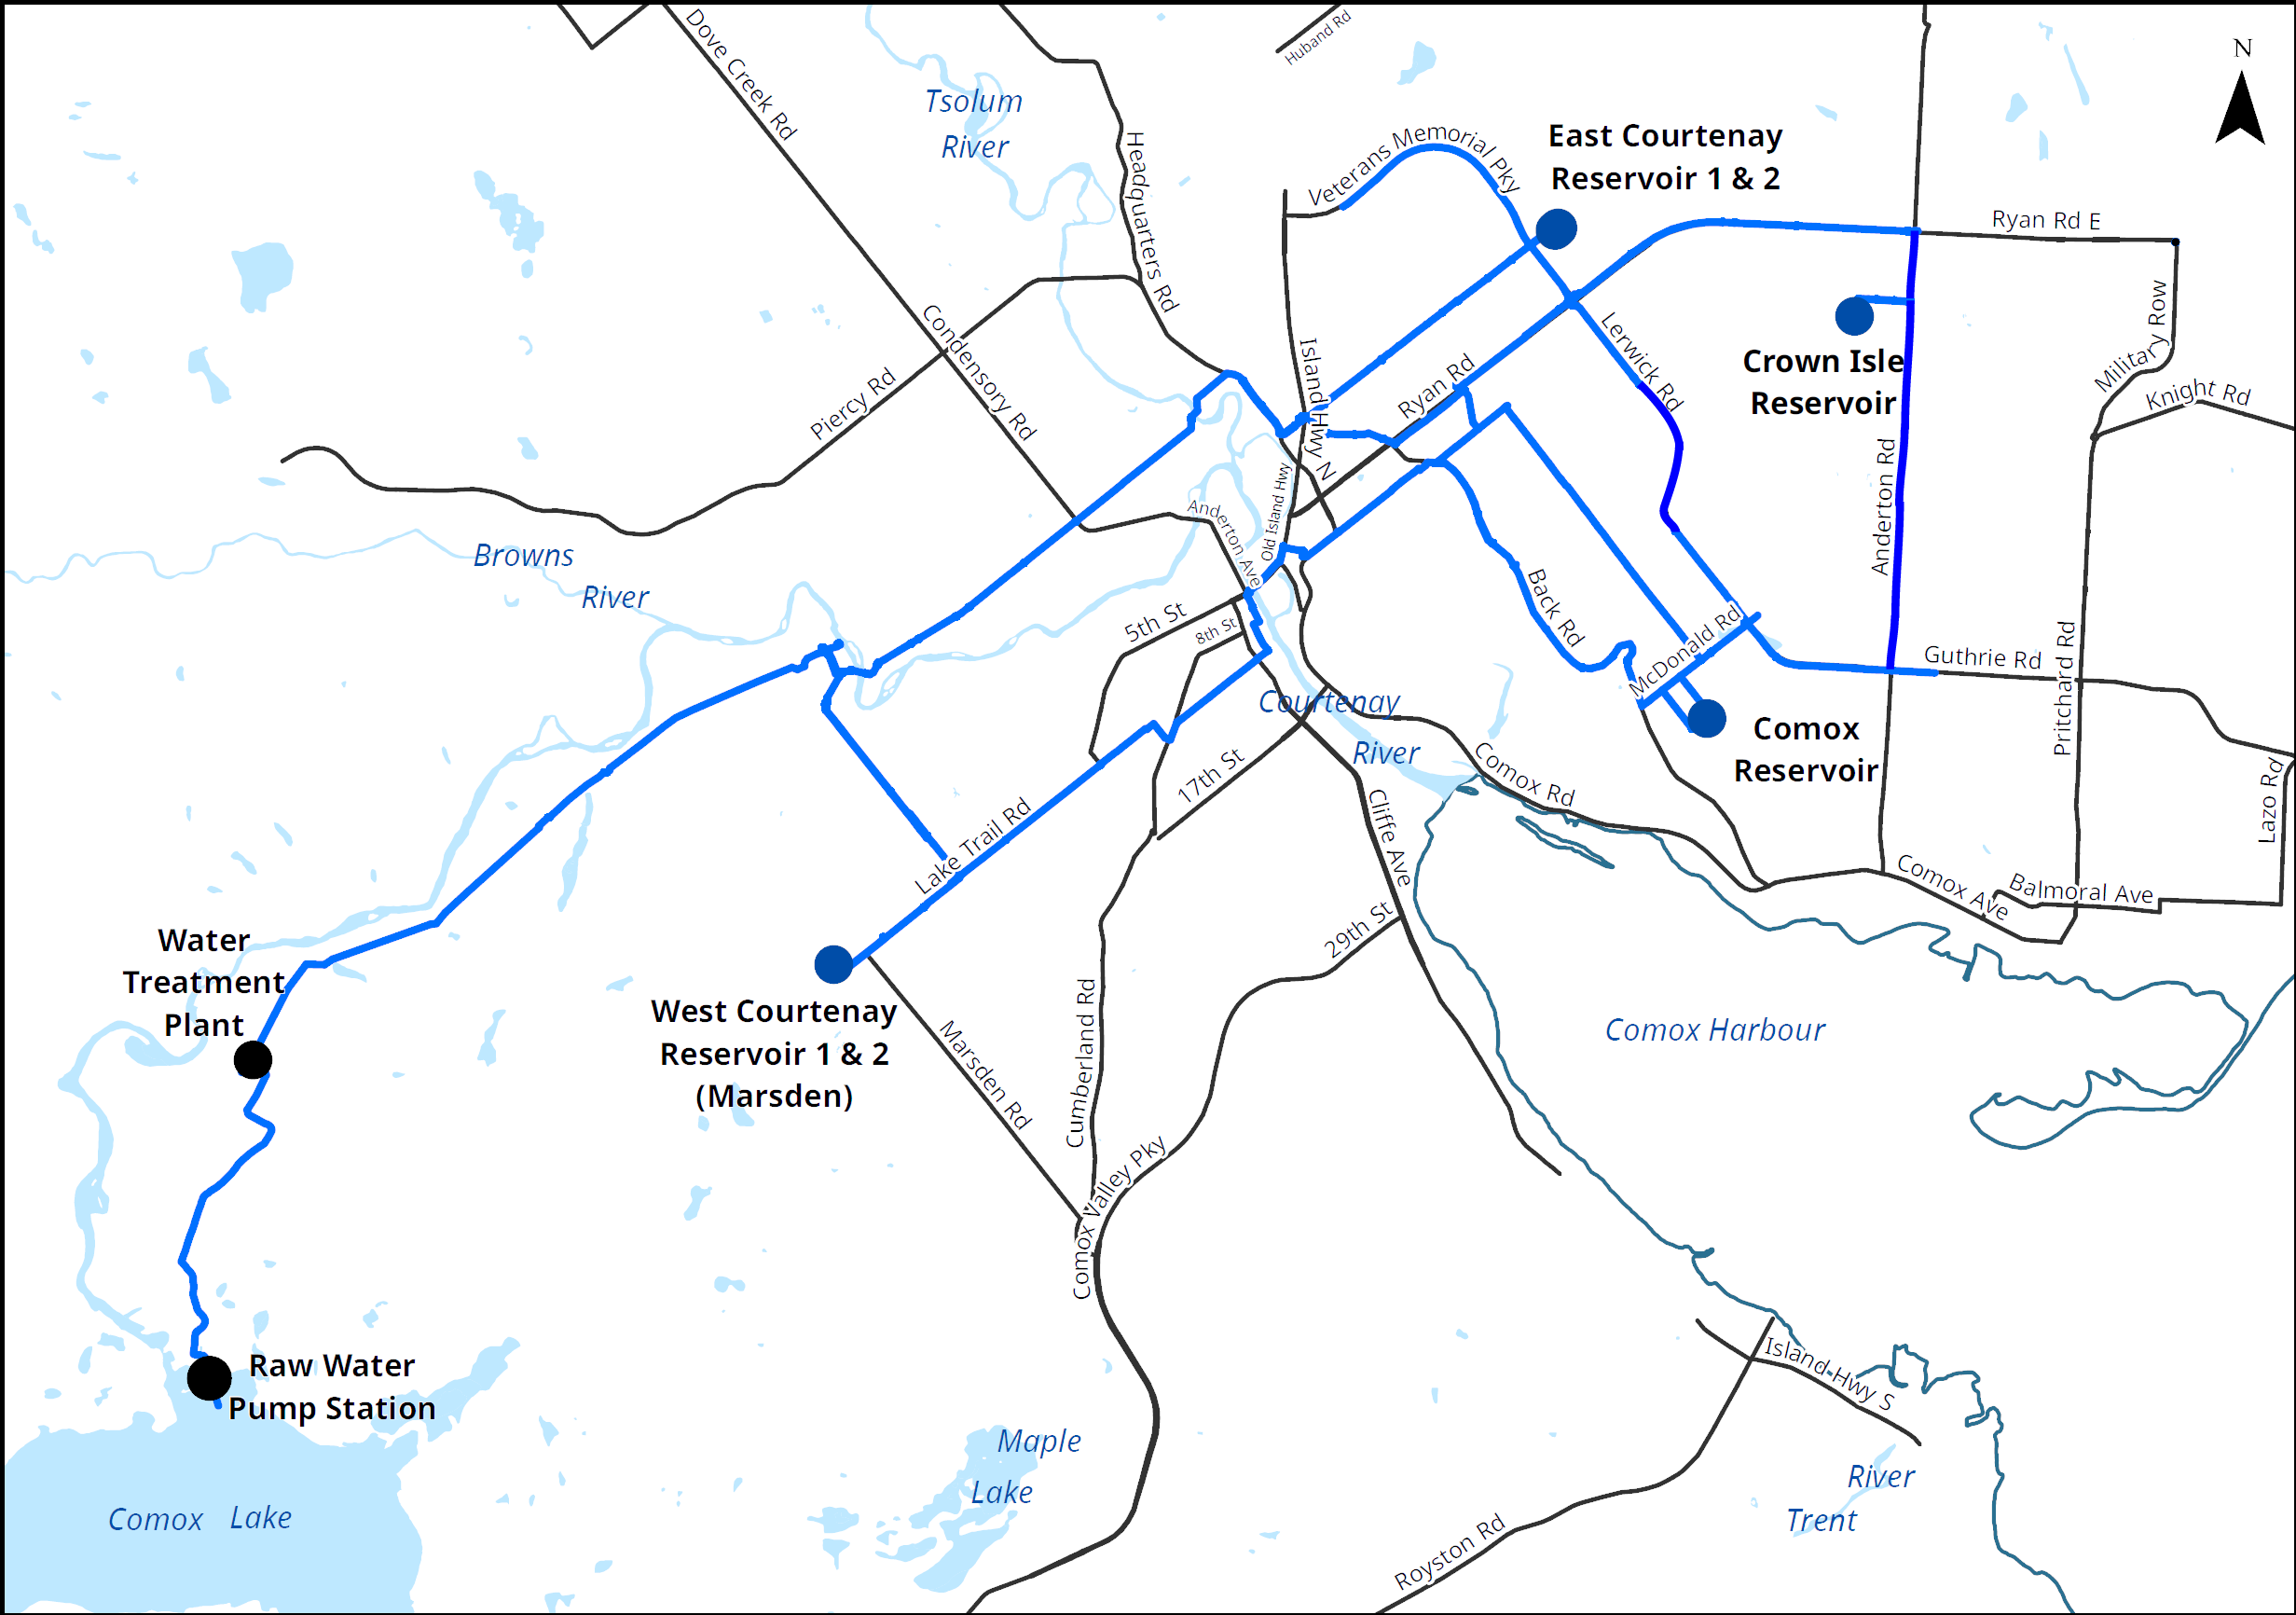 Dove Creek Rd
Huband Rd
N
Tsolum
River
Headquarters Rd
Veterans Memorial Pky
East Courtenay
Reservoir 1 & 2
Ryan Rd E
Condensory Rd
Piercy Rd
Island Hwy N
Ryan Rd
Lerwick Rd
Crown Isle
Reservoir
Military Row
Knight Rd
Anderton Rd
Old Island Hwy
Anderton Ave
Browns
River
5th St
8th St
Back Rd
McDonald Rd
Guthrie Rd
Pritchard Rd
Courtenay
River
Comox
Reservoir
17th St
Comox Rd
Lazo Rd
Lake Trail Rd
Cliffe Ave
Comox Ave
Balmoral Ave
29th St
Water
Treatment
Plant
West Courtenay
Reservoir 1 & 2
(Marsden)
Marsden Rd
Cumberland Rd
Comox Harbour
Comox Valley Pky
Raw Water
Pump Station
Island Hwy S
Maple
Lake
Comox Lake
River
Trent
Royston Rd